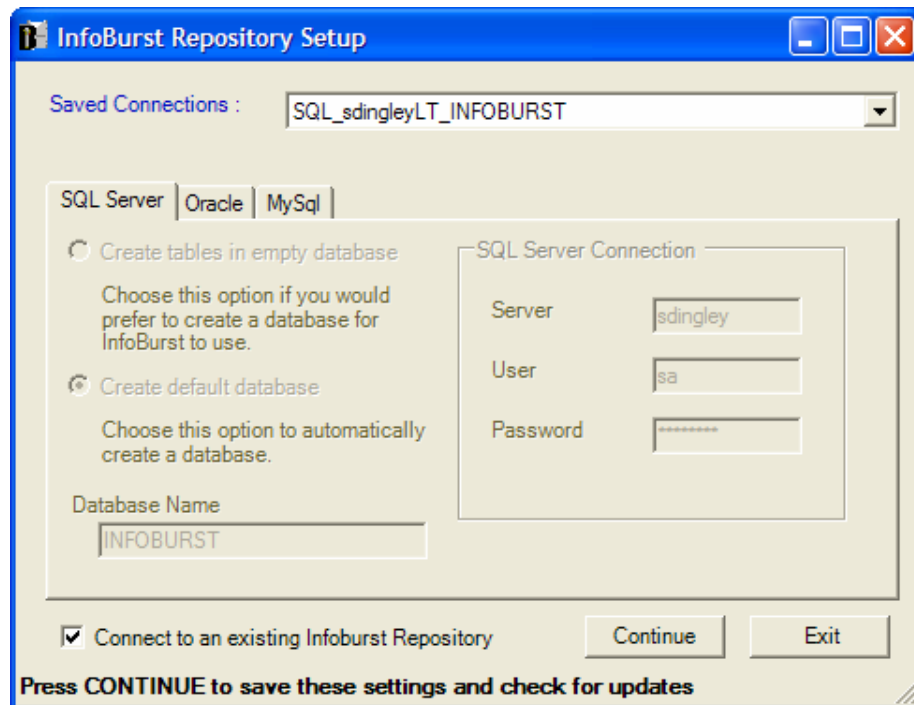 InfoBurst Repository Setup
Saved Connections :
SQL_sdingleyLT_INFOBURST
SQL Server
Oracle
MySql
Create tables in empty database
Choose this option if you would
prefer to create a database for
InfoBurst to use.
Create default database
Choose this option to automatically
create a database.
Database Name
INFOBURST
SQL Server Connection
Server
sdingley
User
sa
Password
********
Connect to an existing Infoburst Repository
Continue
Exit
Press CONTINUE to save these settings and check for updates